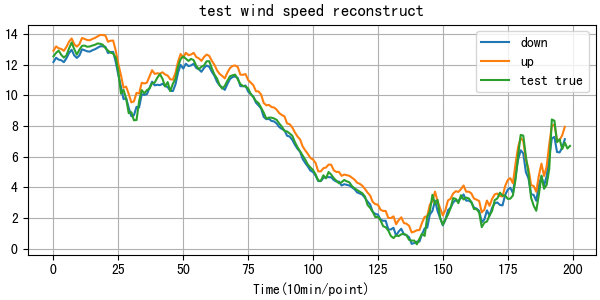 test wind speed reconstruct
14
12
10
8
6
4
2
0
down
up
test true
0 25 50 75 100 125 150 175 200
Time(10min/point)